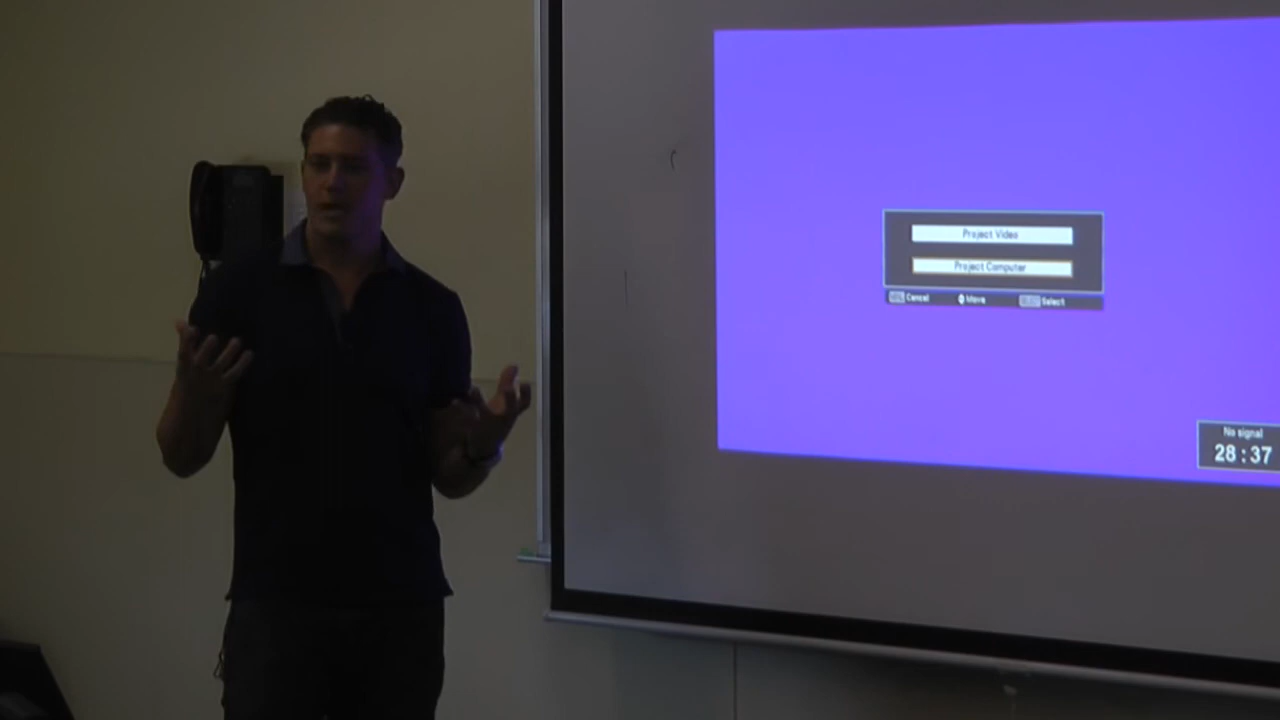 Project Video
Project Computer
Cancel Move Select
No signal
28:37